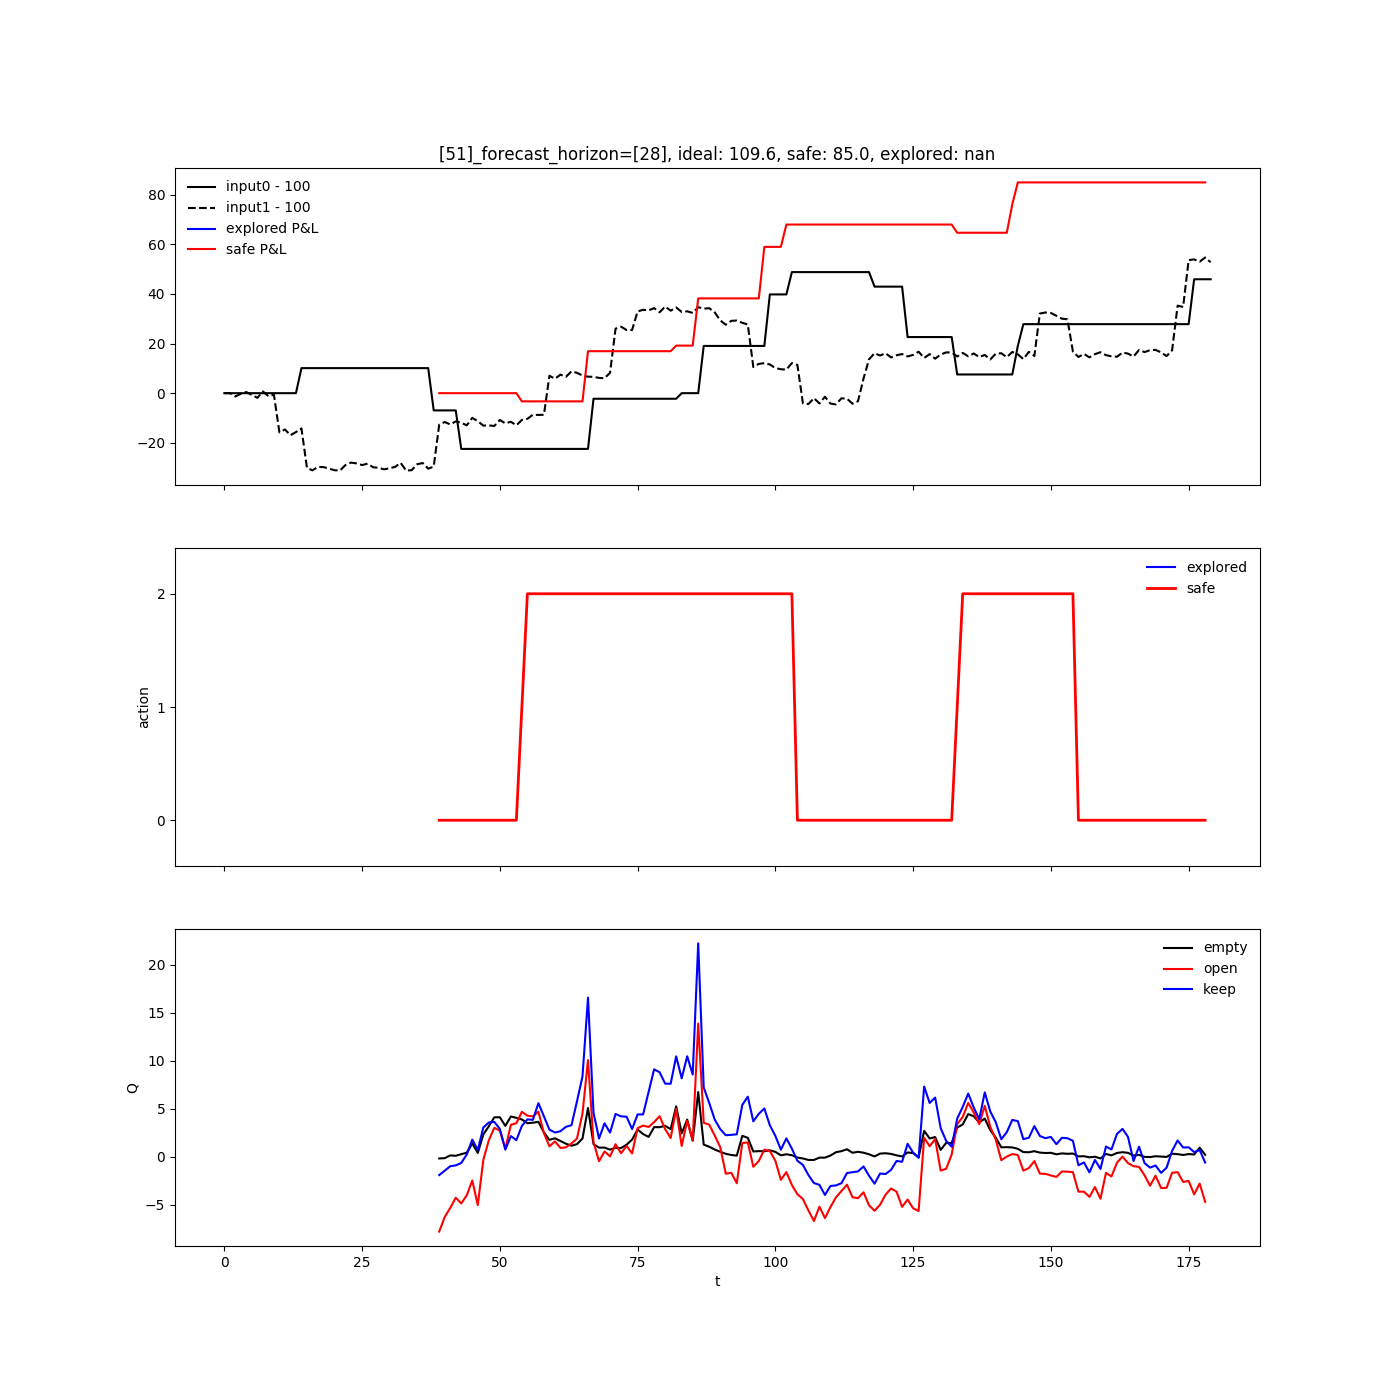 [51]_forecast_horizon=[28], ideal: 109.6, safe: 85.0, explored: nan
input0 - 100
input1 - 100
explored P&L
safe P&L
80
60
40
20
0
−20
explored
safe
2
1
0
action
empty
open
keep
20
15
10
5
0
−5
Q
0 25 50 75 100 125 150 175
t